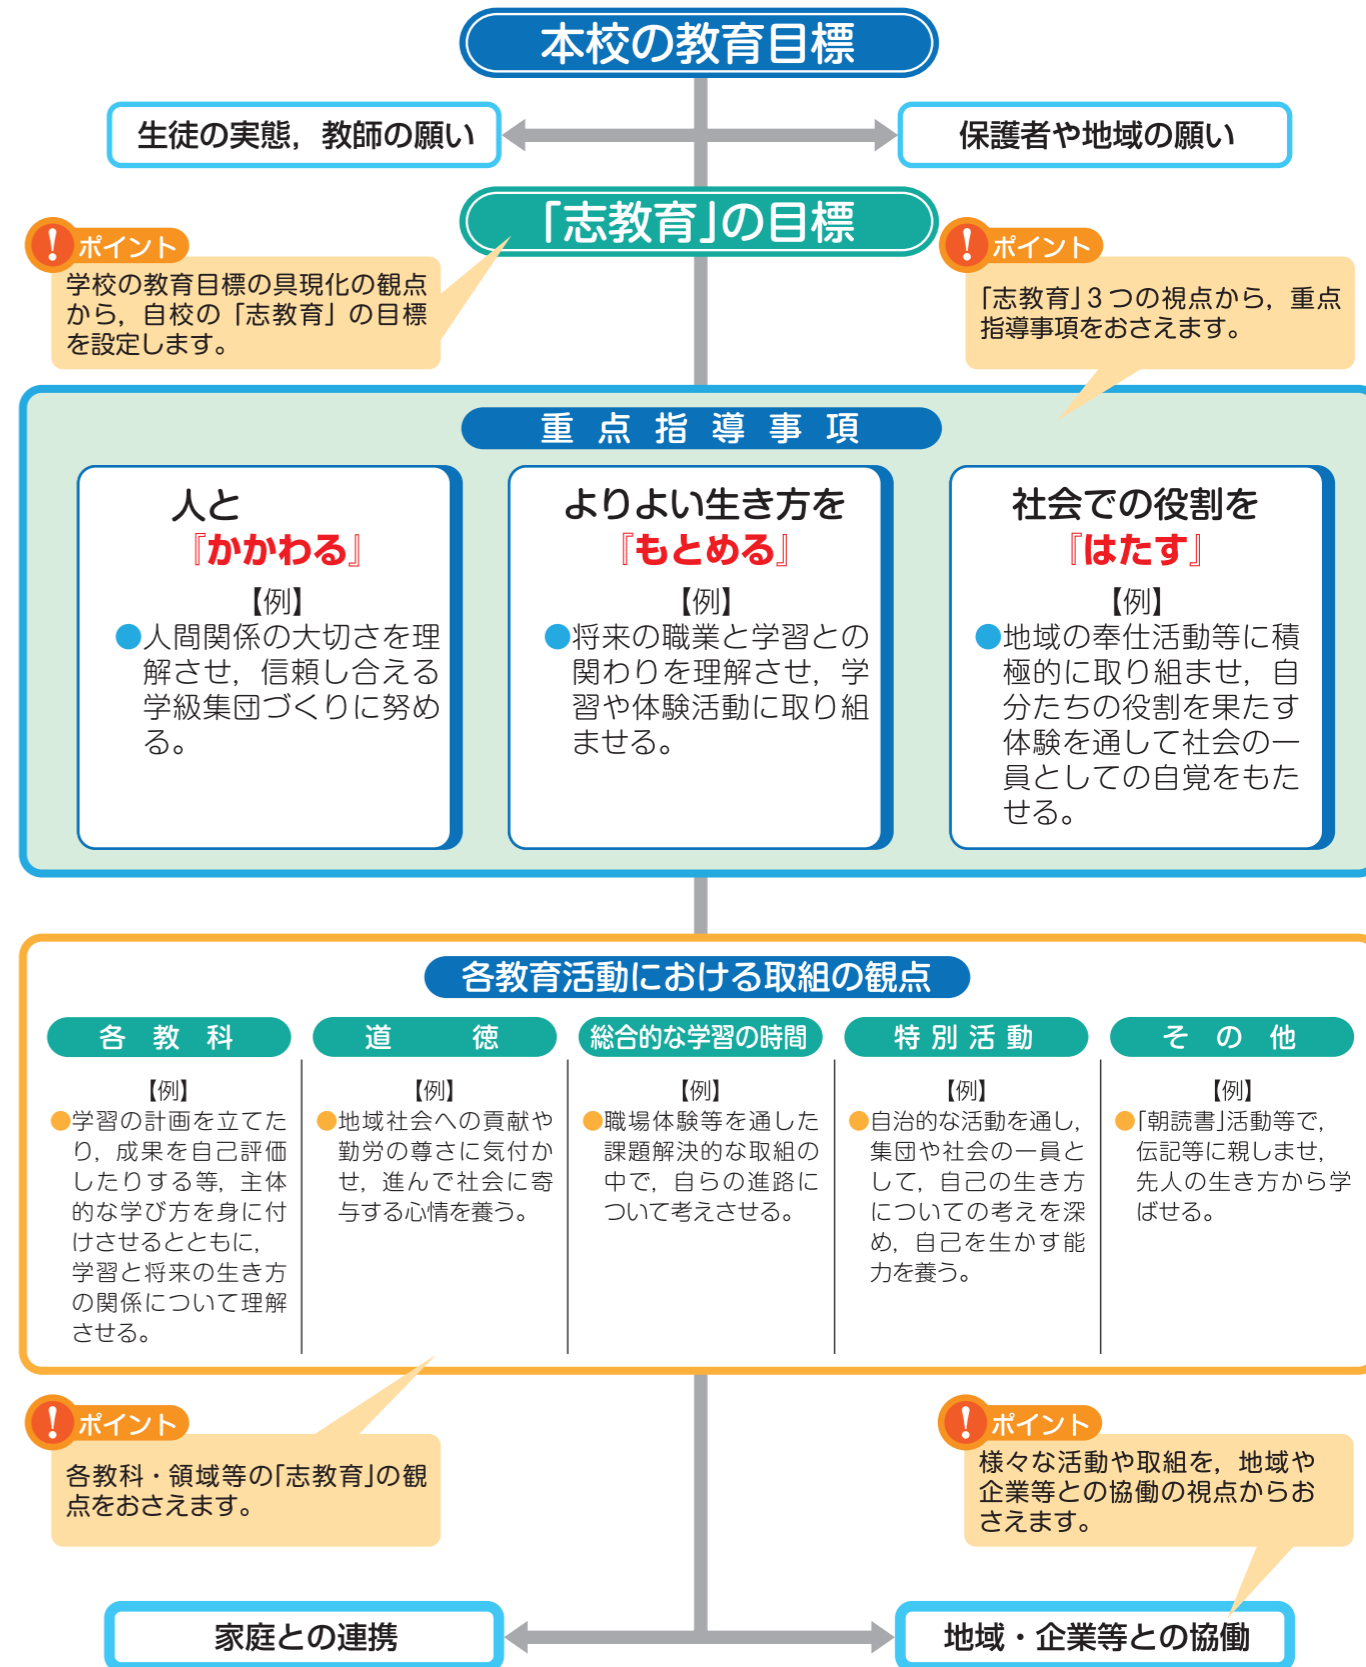 本校の教育目標
生徒の実態，教師の願い
保護者や地域の願い
「志教育」の目標
! ポイント
学校の教育目標の具現化の観点
から，自校の「志教育」の目標
を設定します。
! ポイント
「志教育」３つの視点から，重点
指導事項をおさえます。
重点指導事項
人と
『かかわる』
【例】
●人間関係の大切さを理
解させ，信頼し合える
学級集団づくりに努め
る。
よりよい生き方を
『もとめる』
【例】
●将来の職業と学習との
関わりを理解させ，学
習や体験活動に取り組
ませる。
社会での役割を
『はたす』
【例】
●地域の奉仕活動等に積
極的に取り組ませ，自
分たちの役割を果たす
体験を通して社会の一
員としての自覚をもた
せる。
各教育活動における取組の観点
各教科
【例】
●学習の計画を立てた
り，成果を自己評価
したりする等，主体
的な学び方を身に付
けさせるとともに，
学習と将来の生き方
の関係について理解
させる。
道徳
【例】
●地域社会への貢献や
勤労の尊さに気付か
せ，進んで社会に寄
与する心情を養う。
総合的な学習の時間
【例】
●職場体験等を通した
課題解決的な取組の
中で，自らの進路に
ついて考えさせる。
特別活動
【例】
●自治的な活動を通し，
集団や社会の一員と
して，自己の生き方
についての考えを深
め，自己を生かす能
力を養う。
その他
【例】
●「朝読書」活動等で，
伝記等に親しませ，
先人の生き方から学
ばせる。
! ポイント
各教科・領域等の「志教育」の観
点をおさえます。
! ポイント
様々な活動や取組を，地域や
企業等との協働の視点からお
さえます。
家庭との連携
地域・企業等との協働